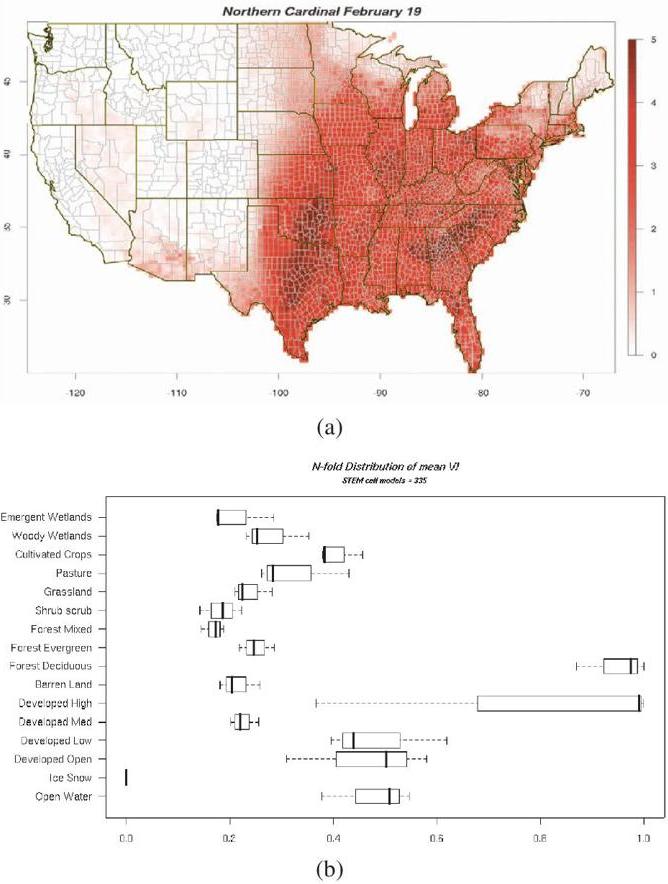 Northern Cardinal February 19
40
40
30
30
5
4
3
2
1
0
-120 -110 -100 -90 -80 -70
(a)
N-fold Distribution of mean VI
STEM cell models = 335
Emergent Wetlands
Woody Wetlands
Cultivated Crops
Pasture
Grassland
Shrub scrub
Forest Mixed
Forest Evergreen
Forest Deciduous
Barren Land
Developed High
Developed Med
Developed Low
Developed Open
Ice Snow
Open Water
0.0 0.2 0.4 0.6 0.8 1.0
(b)